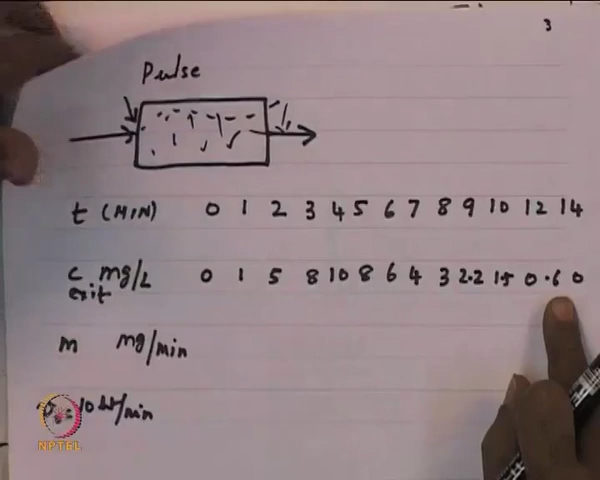 3
Pulse
t (MIN) 0 1 2 3 4 5 6 7 8 9 10 12 14
c mg/L 0 1 5 8 10 8 6 4 3 2.2 1.5 0.6 0
exit
m mg/min
10 lit/min
NPTEL